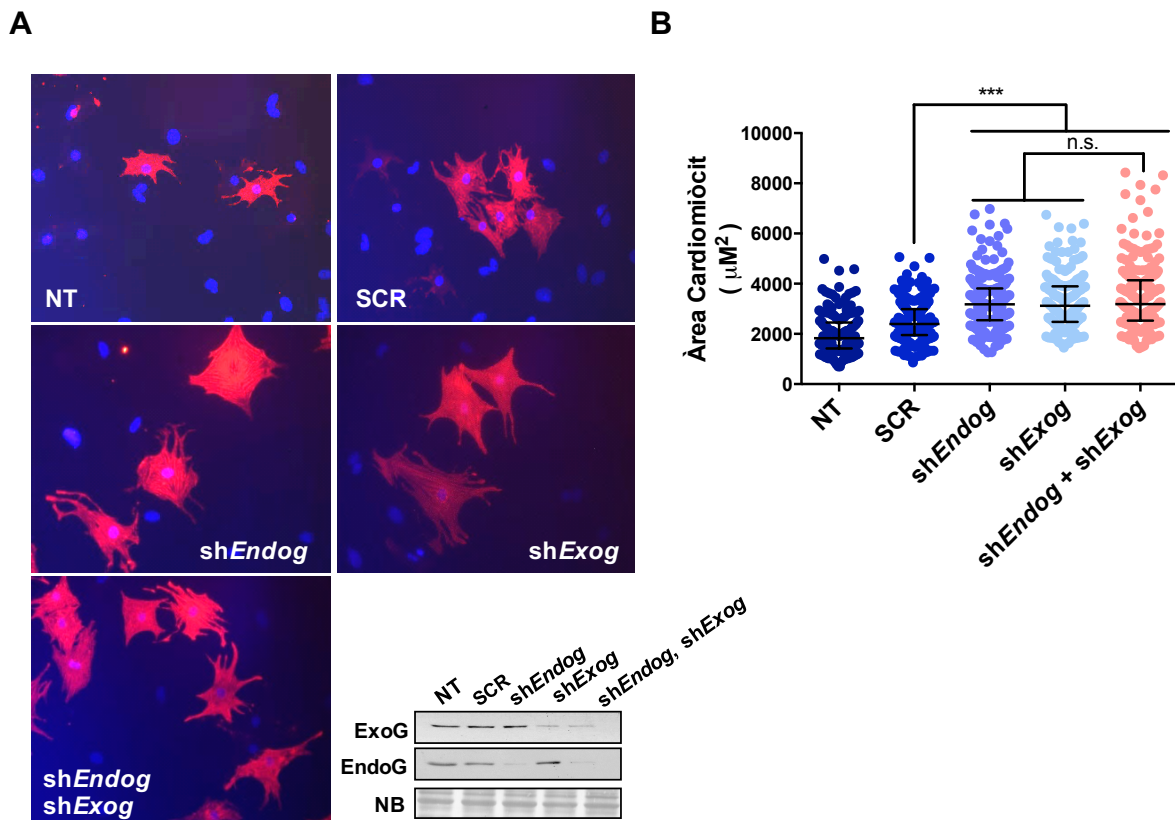 A
B
NT
SCR
shEndog
shExog
shEndog
shExog
NT
SCR
shEndog
shExog
shEndog, shExog
ExoG
EndoG
NB
***
n.s.
Àrea Cardiomiòcit
( µM²)
10000
8000
6000
4000
2000
0
NT
SCR
shEndog
shExog
shEndog + shExog